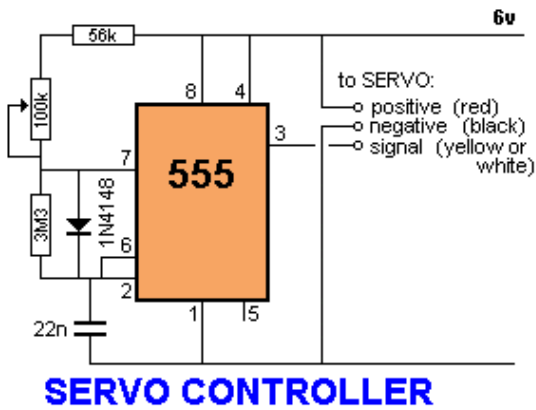 6v
56k
8 4
to SERVO:
100k
positive (red)
negative (black)
3
signal (yellow or
white)
7
555
1N4148
3M3
6
2
1 5
22n
SERVO CONTROLLER